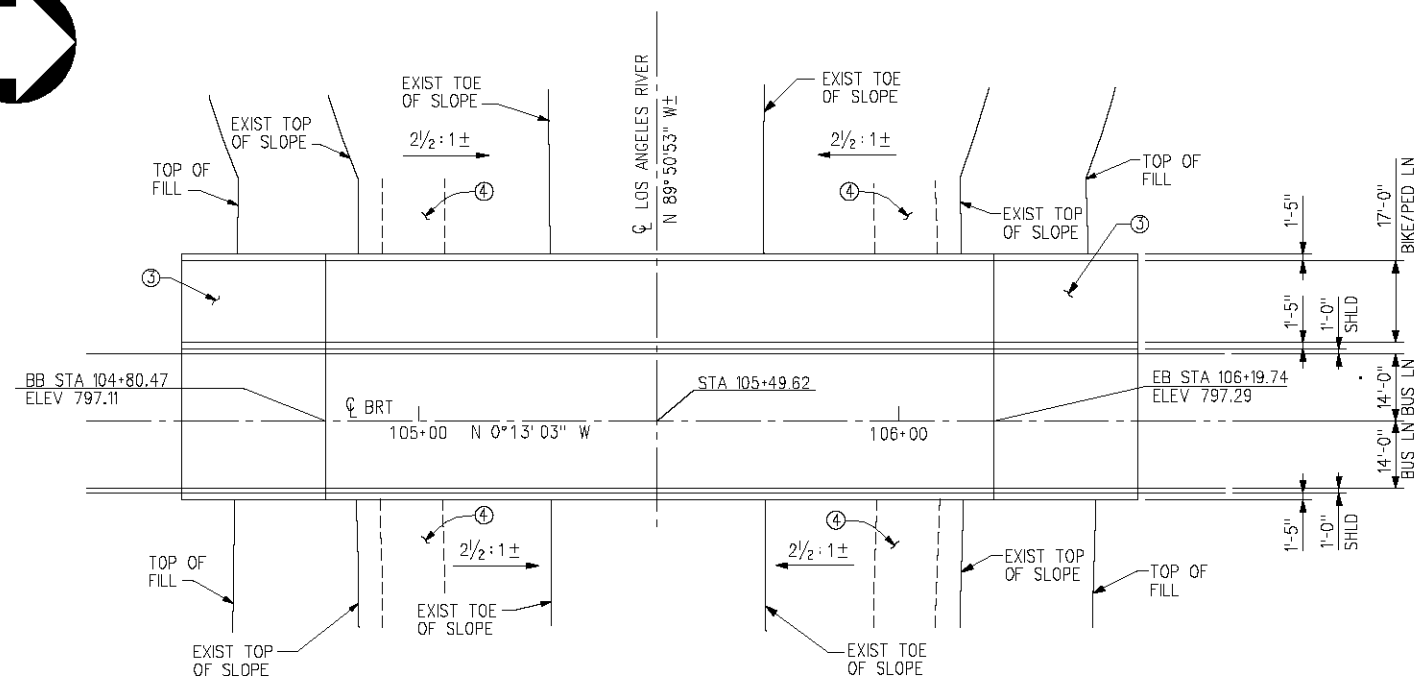 EXIST TOE
OF SLOPE
EXIST TOP
OF SLOPE
TOP OF
FILL
2½:1±
④
℄ LOS ANGELES RIVER
N 89°50'53" W±
EXIST TOE
OF SLOPE
2½:1±
④
TOP OF
FILL
EXIST TOP
OF SLOPE
③
③
1'-5"
17'-0"
BIKE/PED LN
1'-5"
1'-0"
SHLD
14'-0"
BUS LN
14'-0"
BUS LN
1'-5"
1'-0"
SHLD
BB STA 104+80.47
ELEV 797.11
℄ BRT
105+00
N 0°13'03" W
STA 105+49.62
106+00
EB STA 106+19.74
ELEV 797.29
④
2½:1±
TOP OF
FILL
EXIST TOP
OF SLOPE
EXIST TOE
OF SLOPE
④
2½:1±
EXIST TOP
OF SLOPE
TOP OF
FILL
EXIST TOE
OF SLOPE